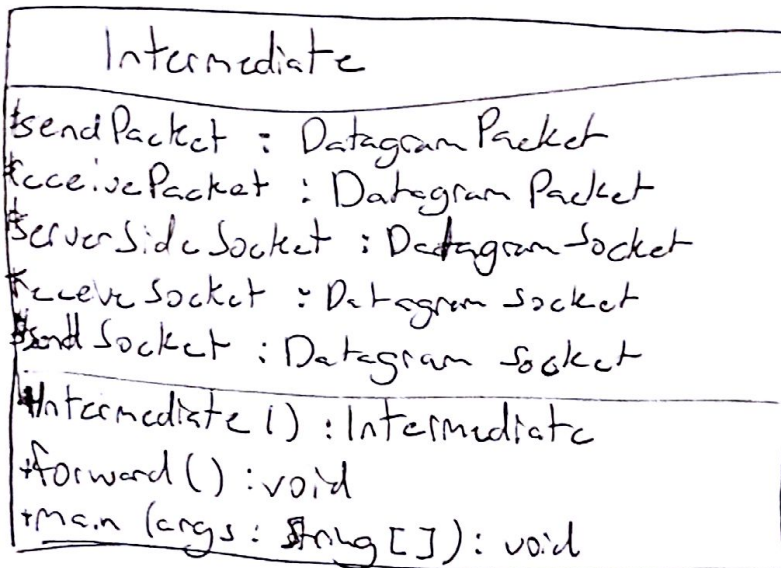 Intermediate
#sendPacket : DatagramPacket
#receivePacket : DatagramPacket
#serverSideSocket : DatagramSocket
#receiveSocket : DatagramSocket
#sendSocket : DatagramSocket
+Intermediate() : Intermediate
+forward() : void
+main (args : String[]) : void